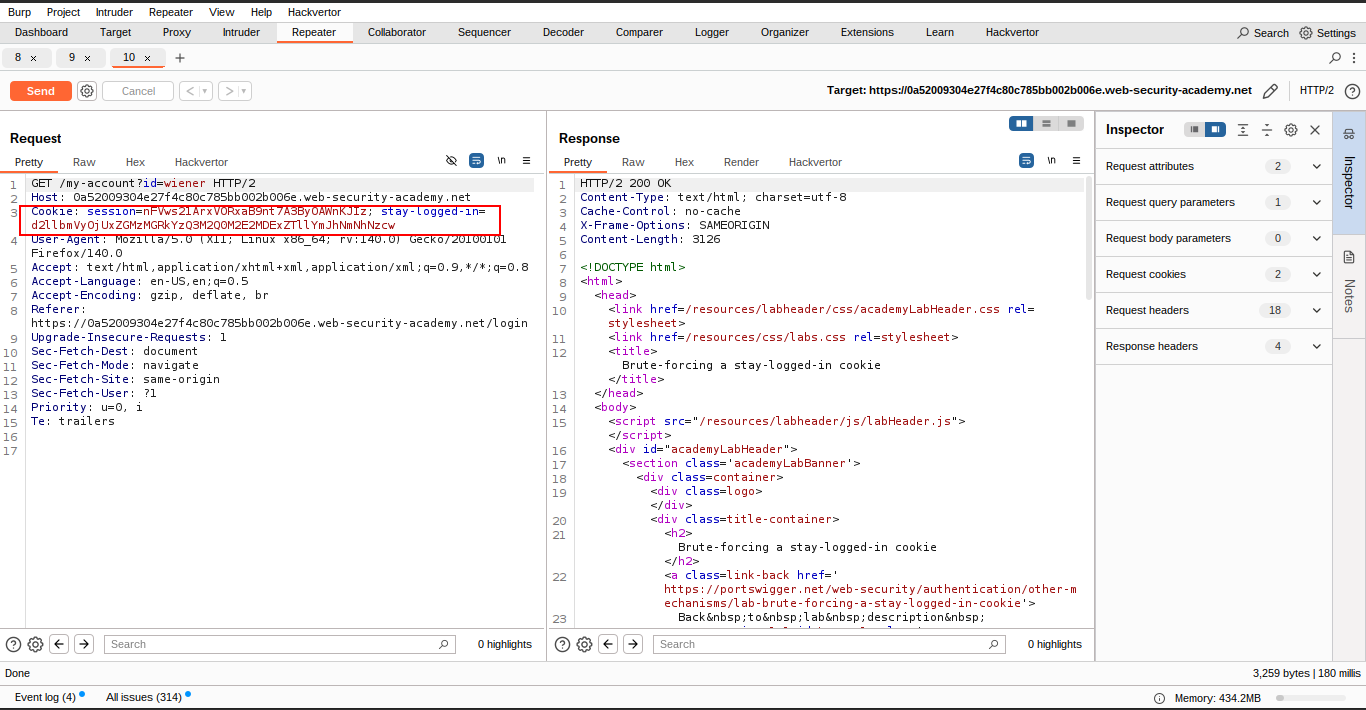 Burp Project Intruder Repeater View Help Hackvertor
Dashboard Target Proxy Intruder Repeater Collaborator Sequencer Decoder Comparer Logger Organizer Extensions Learn Hackvertor Search Settings
8 × 9 × 10 × +
Send Cancel < > Target: https://0a52009304e27f4c80c785bb002b006e.web-security-academy.net HTTP/2
Request
Pretty Raw Hex Hackvertor \n
1 GET /my-account?id=wiener HTTP/2
2 Host: 0a52009304e27f4c80c785bb002b006e.web-security-academy.net
3 Cookie: session=nFVws2lArxVORxaB9nt7A3ByOAWnKJIz; stay-logged-in=
d2llbmVyOjUxZGMzMGRkYzQ3M2Q0M2E2MDExZTllYmJhNmNhNzcw
4 User-Agent: Mozilla/5.0 (X11; Linux x86_64; rv:140.0) Gecko/20100101
Firefox/140.0
5 Accept: text/html,application/xhtml+xml,application/xml;q=0.9,*/*;q=0.8
6 Accept-Language: en-US,en;q=0.5
7 Accept-Encoding: gzip, deflate, br
8 Referer:
https://0a52009304e27f4c80c785bb002b006e.web-security-academy.net/login
9 Upgrade-Insecure-Requests: 1
10 Sec-Fetch-Dest: document
11 Sec-Fetch-Mode: navigate
12 Sec-Fetch-Site: same-origin
13 Sec-Fetch-User: ?1
14 Priority: u=0, i
15 Te: trailers
16
17
Search 0 highlights
Response
Pretty Raw Hex Render Hackvertor \n
1 HTTP/2 200 OK
2 Content-Type: text/html; charset=utf-8
3 Cache-Control: no-cache
4 X-Frame-Options: SAMEORIGIN
5 Content-Length: 3126
6
7 <!DOCTYPE html>
8 <html>
9 <head>
10 <link href=/resources/labheader/css/academyLabHeader.css rel=
stylesheet>
11 <link href=/resources/css/labs.css rel=stylesheet>
12 <title>
Brute-forcing a stay-logged-in cookie
</title>
13 </head>
14 <body>
15 <script src="/resources/labheader/js/labHeader.js">
</script>
16 <div id="academyLabHeader">
17 <section class='academyLabBanner'>
18 <div class=container>
19 <div class=logo>
</div>
20 <div class=title-container>
21 <h2>
Brute-forcing a stay-logged-in cookie
</h2>
22 <a class=link-back href='
https://portswigger.net/web-security/authentication/other-m
echanisms/lab-brute-forcing-a-stay-logged-in-cookie'>
23 Back&nbsp;to&nbsp;lab&nbsp;description&nbsp;
Search 0 highlights
Inspector
Request attributes 2
Request query parameters 1
Request body parameters 0
Request cookies 2
Request headers 18
Response headers 4
Inspector
Notes
Done 3,259 bytes | 180 millis
Event log (4) All issues (314) Memory: 434.2MB